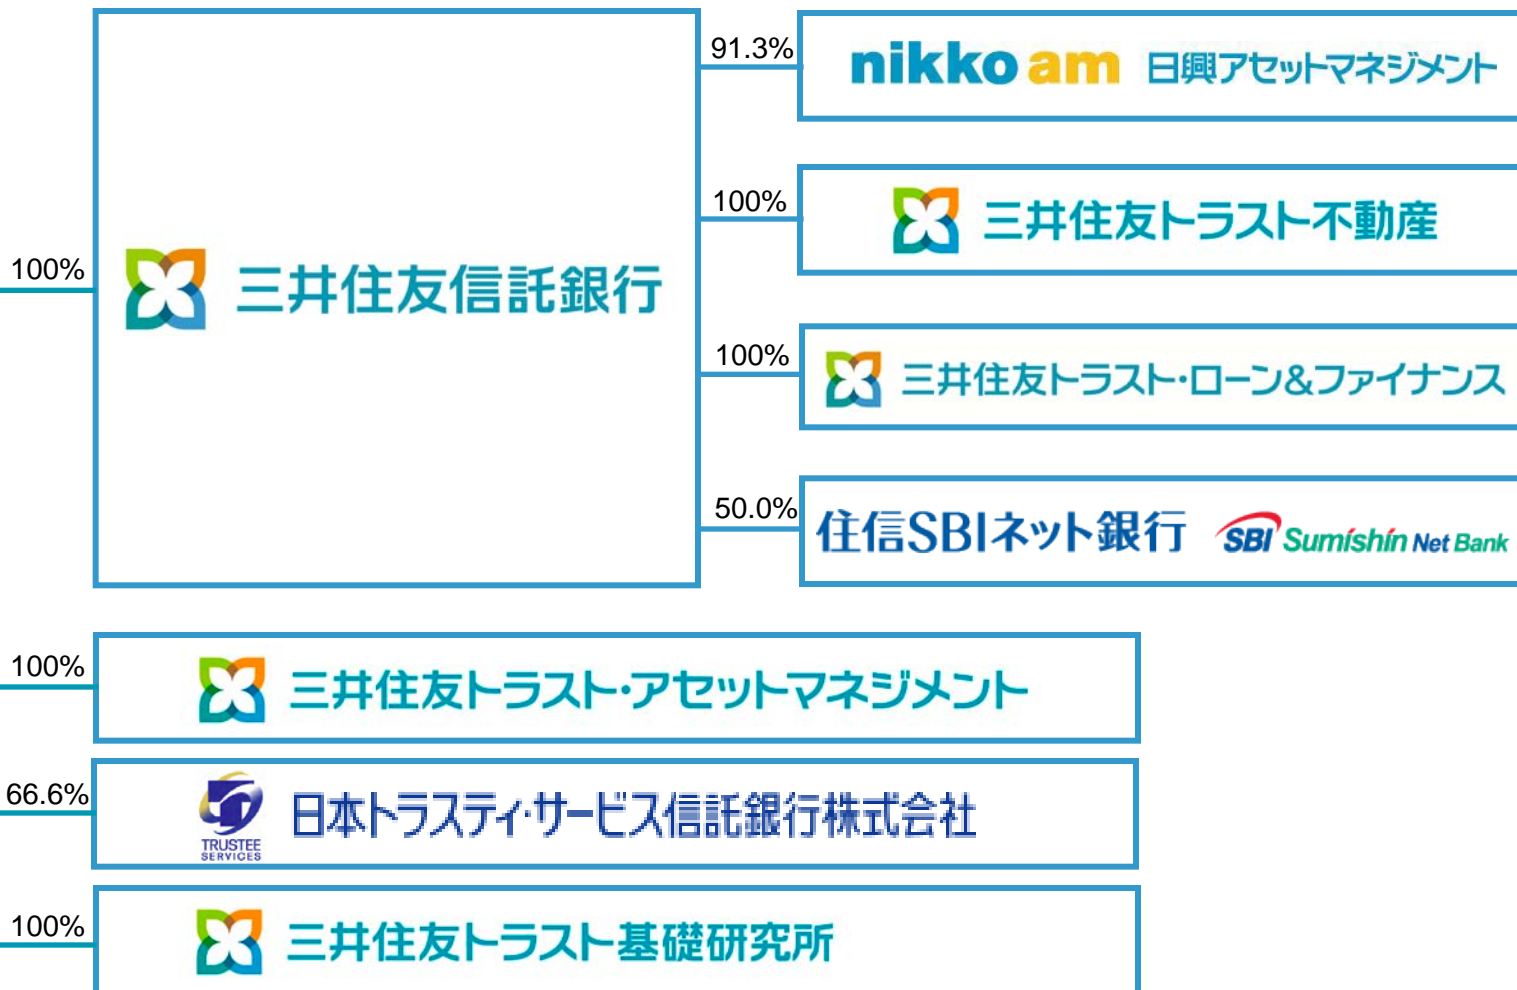 91.3%
nikko am 日興アセットマネジメント
100%
三井住友トラスト不動産
100%
三井住友信託銀行
100%
三井住友トラスト・ローン&ファイナンス
50.0%
住信SBIネット銀行 SBI Sumishin Net Bank
100%
三井住友トラスト・アセットマネジメント
66.6%
TRUSTEE
SERVICES
日本トラスティ・サービス信託銀行株式会社
100%
三井住友トラスト基礎研究所